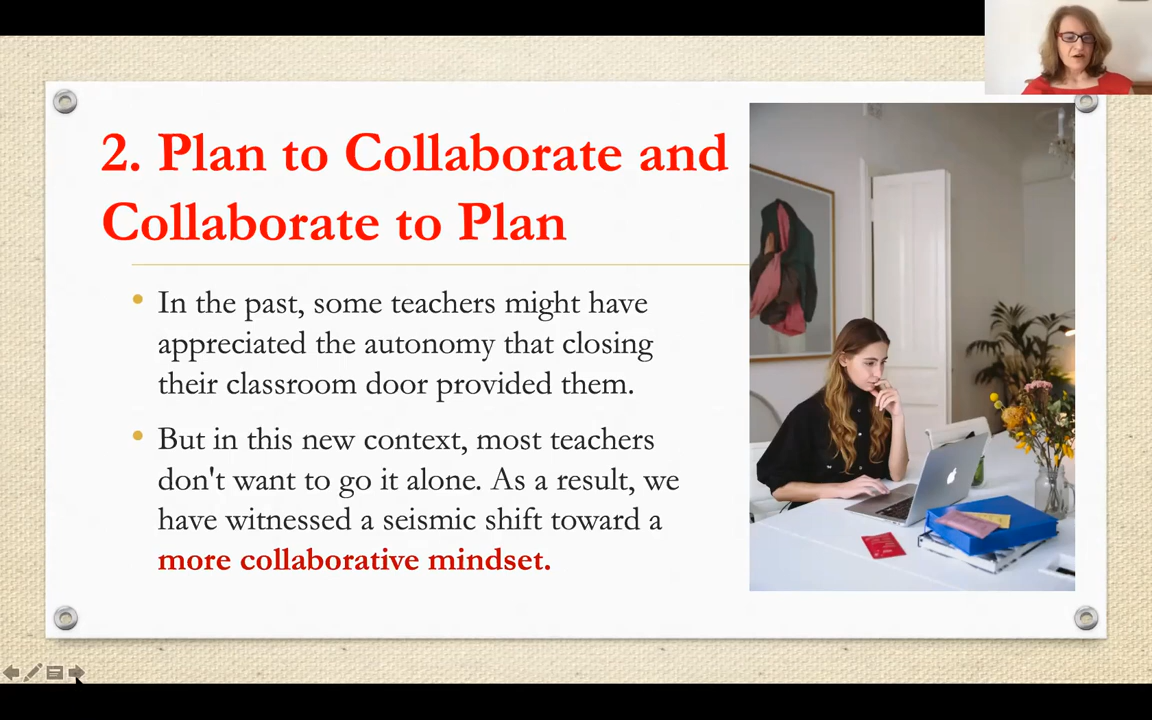 2. Plan to Collaborate and
Collaborate to Plan
• In the past, some teachers might have
appreciated the autonomy that closing
their classroom door provided them.
• But in this new context, most teachers
don't want to go it alone. As a result, we
have witnessed a seismic shift toward a
more collaborative mindset.